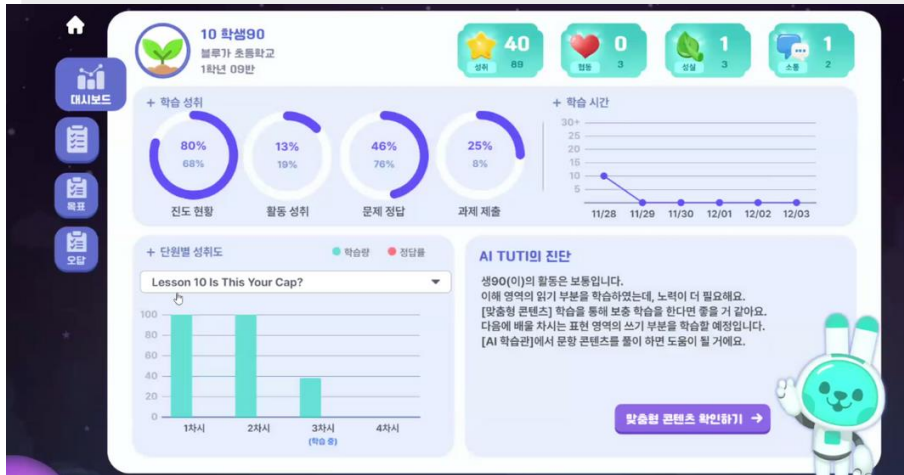 10 학생90
블루가 초등학교
1학년 09반
40
성취 89
0
협동 3
1
성실 3
1
소통 2
대시보드
목표
오답
+ 학습 성취
80%
68%
진도 현황
13%
19%
활동 성취
46%
76%
문제 정답
25%
8%
과제 제출
+ 학습 시간
30+
25
20
15
10
5
11/28 11/29 11/30 12/01 12/02 12/03
+ 단원별 성취도
학습량 정답률
Lesson 10 Is This Your Cap?
100
80
60
40
20
0
1차시 2차시 3차시 4차시
(학습 중)
AI TUTI의 진단
생90(이)의 활동은 보통입니다.
이해 영역의 읽기 부분을 학습하였는데, 노력이 더 필요해요.
[맞춤형 콘텐츠] 학습을 통해 보충 학습을 한다면 좋을 거 같아요.
다음에 배울 차시는 표현 영역의 쓰기 부분을 학습할 예정입니다.
[AI 학습관]에서 문항 콘텐츠를 풀이 하면 도움이 될 거에요.
맞춤형 콘텐츠 확인하기 →